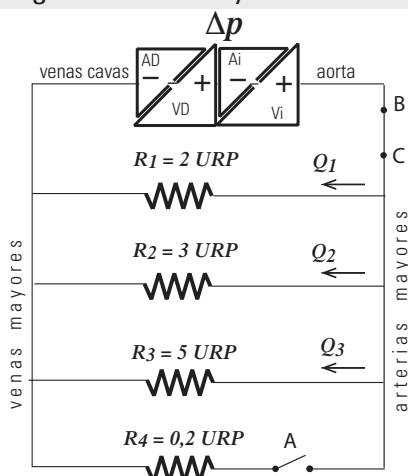 Δp
AD
Ai
venas cavas
− +
− +
aorta
VD
Vi
B
C
R1 = 2 URP
Q1
R2 = 3 URP
Q2
venas mayores
arterias mayores
R3 = 5 URP
Q3
R4 = 0,2 URP
A